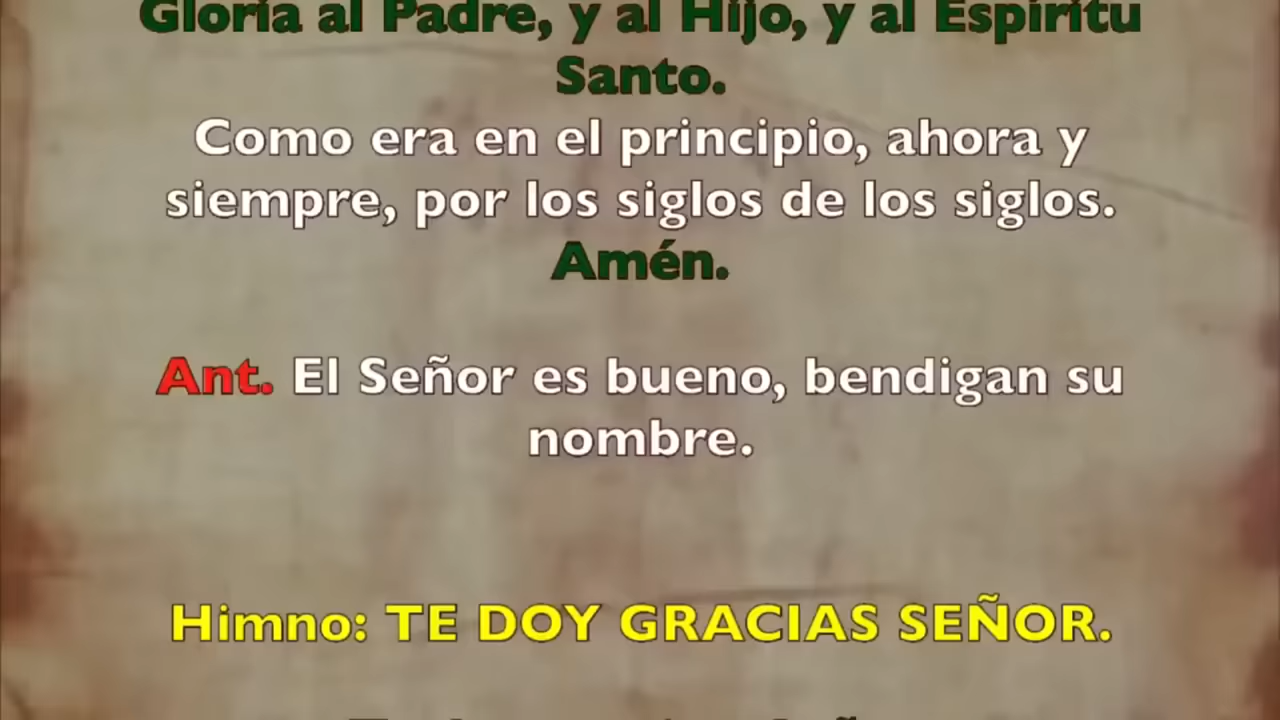 Gloria al Padre, y al Hijo, y al Espíritu
Santo.
Como era en el principio, ahora y
siempre, por los siglos de los siglos.
Amén.
Ant. El Señor es bueno, bendigan su
nombre.
Himno: TE DOY GRACIAS SEÑOR.